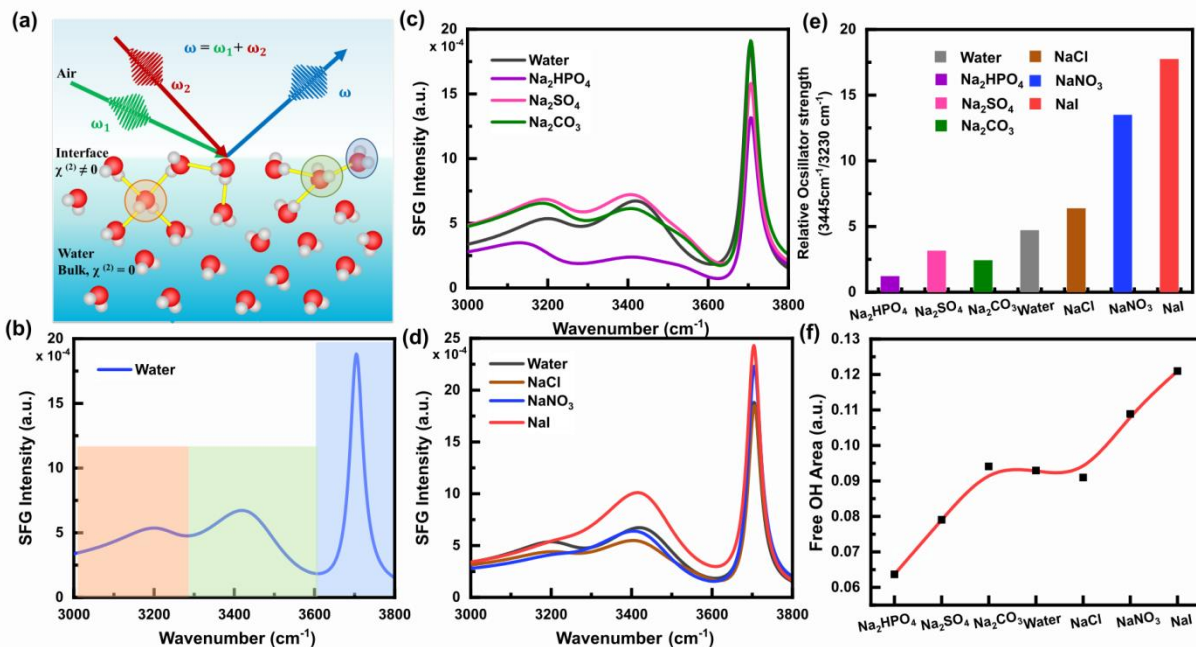 (a)
ω = ω₁ + ω₂
Air
ω₂
ω₁
ω
Interface
χ ⁽²⁾ ≠ 0
Water
Bulk, χ ⁽²⁾ = 0
(b)
20
x 10⁻⁴
15
10
5
0
SFG Intensity (a.u.)
Water
3000 3200 3400 3600 3800
Wavenumber (cm⁻¹)
(c)
20
x 10⁻⁴
15
10
5
0
SFG Intensity (a.u.)
Water
Na₂HPO₄
Na₂SO₄
Na₂CO₃
3000 3200 3400 3600 3800
Wavenumber (cm⁻¹)
(d)
25
x 10⁻⁴
20
15
10
5
0
SFG Intensity (a.u.)
Water
NaCl
NaNO₃
NaI
3000 3200 3400 3600 3800
Wavenumber (cm⁻¹)
(e)
20
15
10
5
0
Relative Ocsillator strength
(3445cm⁻¹/3230 cm⁻¹)
Water
Na₂HPO₄
Na₂SO₄
Na₂CO₃
NaCl
NaNO₃
NaI
Na₂HPO₄ Na₂SO₄ Na₂CO₃ Water NaCl NaNO₃ NaI
(f)
0.13
0.12
0.11
0.10
0.09
0.08
0.07
0.06
Free OH Area (a.u.)
Na₂HPO₄ Na₂SO₄ Na₂CO₃ Water NaCl NaNO₃ NaI